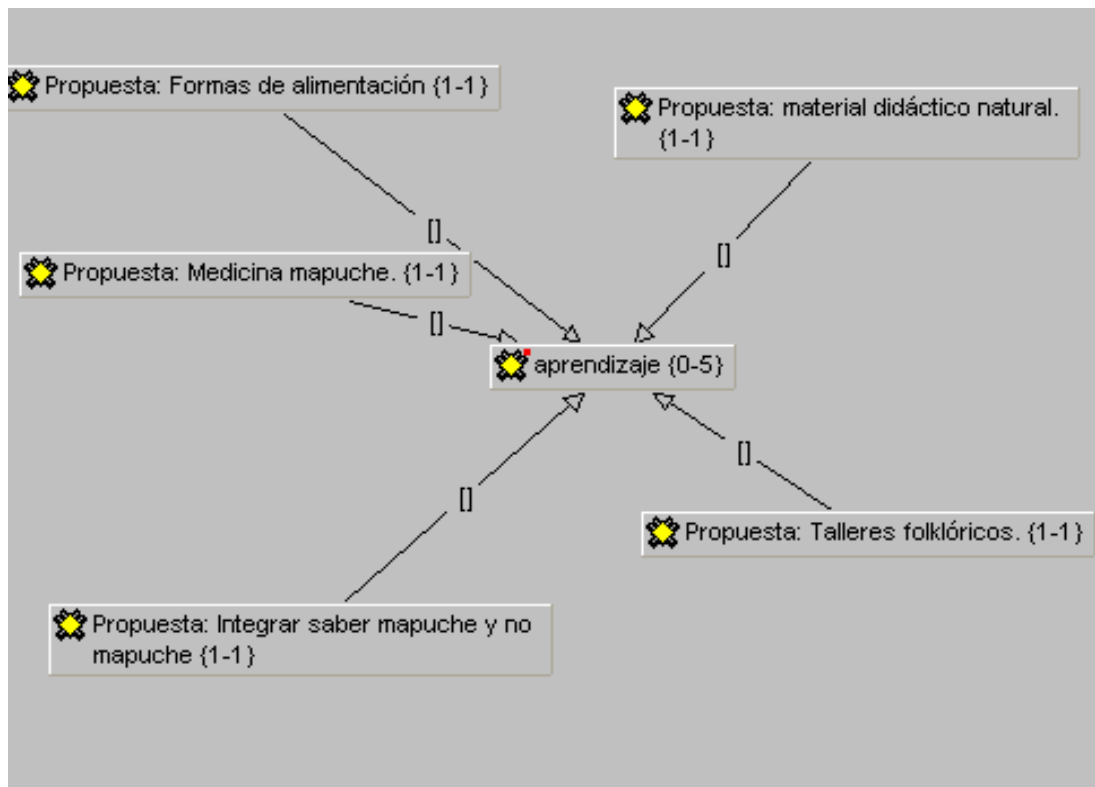 Propuesta: Formas de alimentación {1-1}
Propuesta: material didáctico natural.
{1-1}
[]
[]
Propuesta: Medicina mapuche. {1-1}
[]
aprendizaje {0-5}
[]
[]
Propuesta: Talleres folklóricos. {1-1}
Propuesta: Integrar saber mapuche y no
mapuche {1-1}